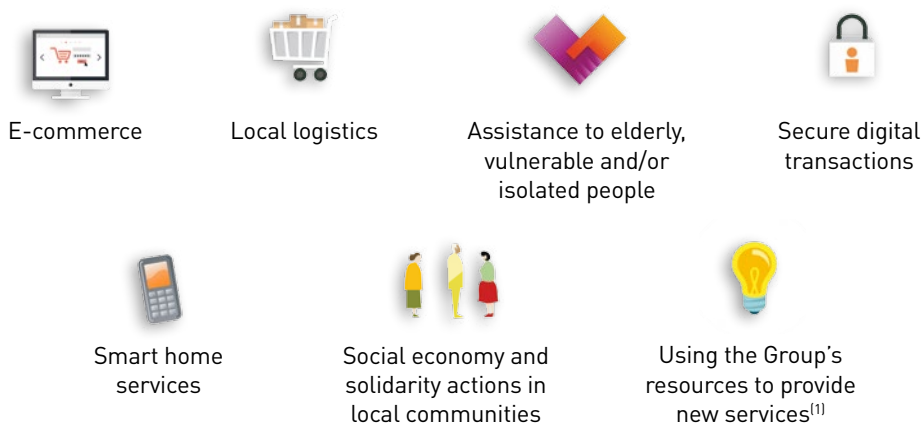 E-commerce
Local logistics
Assistance to elderly,
vulnerable and/or
isolated people
Secure digital
transactions
Smart home
services
Social economy and
solidarity actions in
local communities
Using the Group's
resources to provide
new services(1)